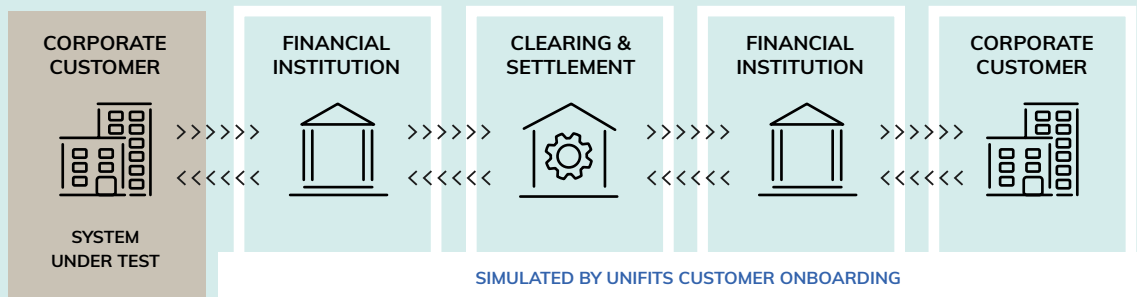 CORPORATE
CUSTOMER
FINANCIAL
INSTITUTION
CLEARING &
SETTLEMENT
FINANCIAL
INSTITUTION
CORPORATE
CUSTOMER
SYSTEM
UNDER TEST
SIMULATED BY UNIFITS CUSTOMER ONBOARDING